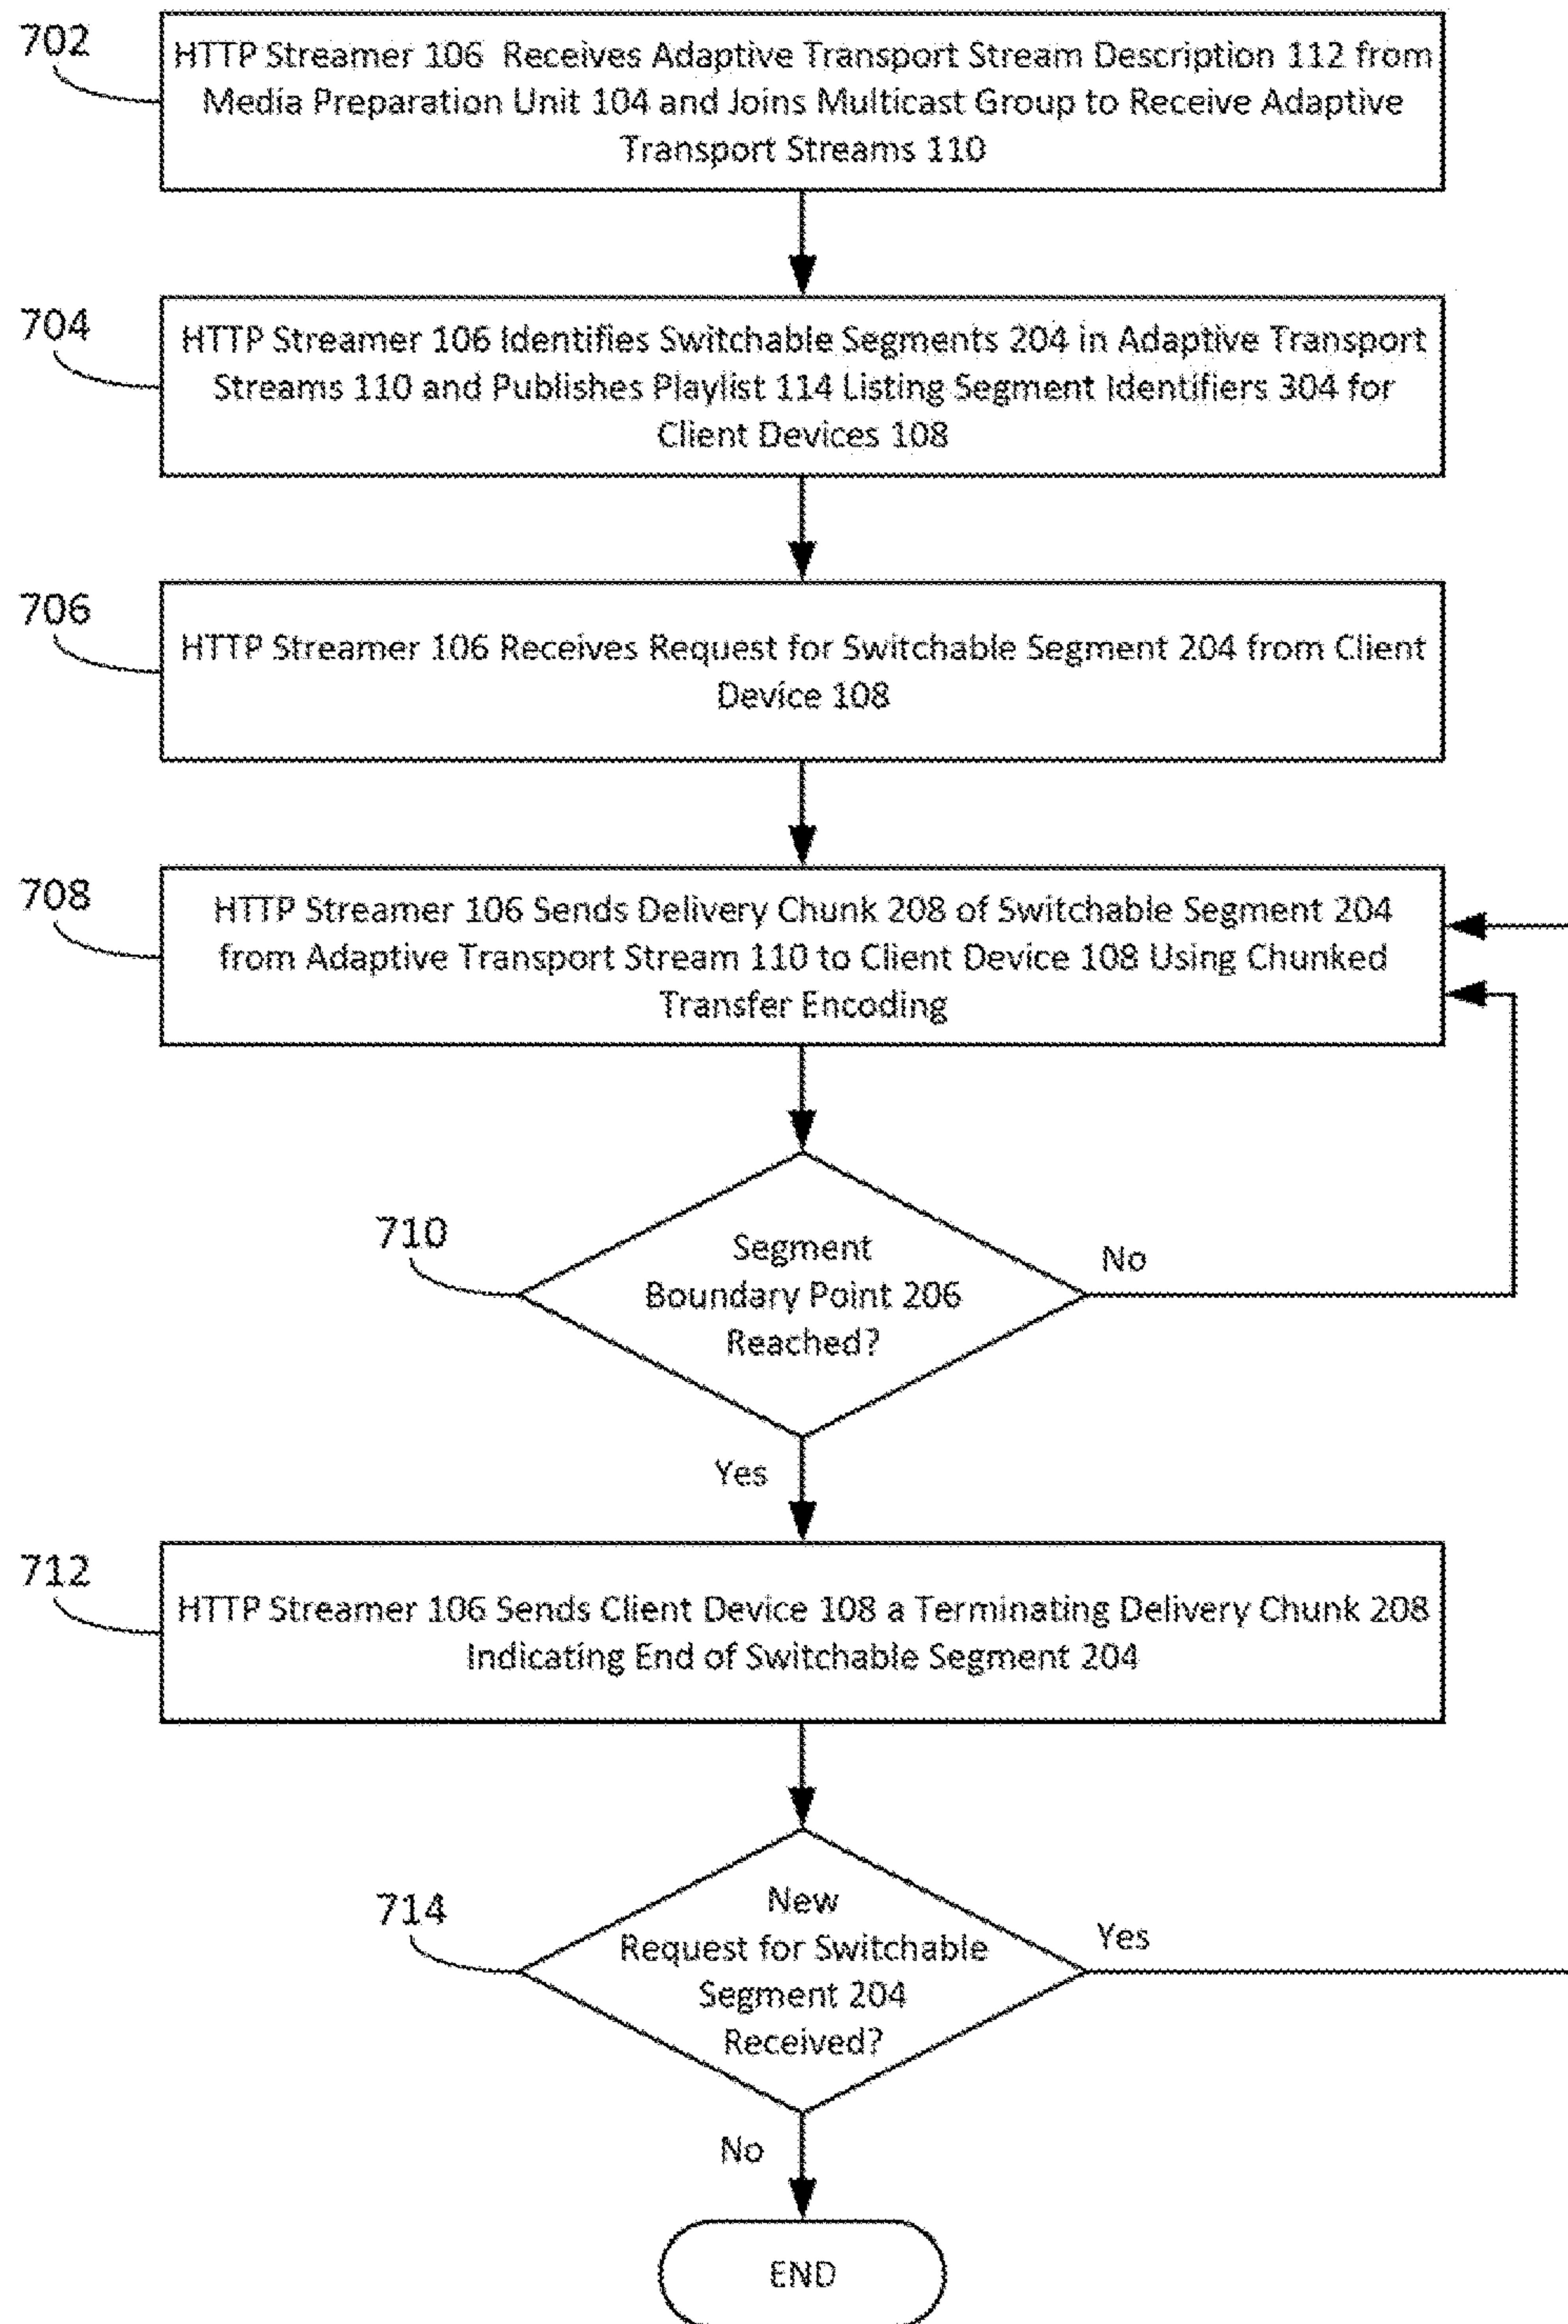 702
HTTP Streamer 106 Receives Adaptive Transport Stream Description 112 from
Media Preparation Unit 104 and Joins Multicast Group to Receive Adaptive
Transport Streams 110
704
HTTP Streamer 106 Identifies Switchable Segments 204 in Adaptive Transport
Streams 110 and Publishes Playlist 114 Listing Segment Identifiers 304 for
Client Devices 108
706
HTTP Streamer 106 Receives Request for Switchable Segment 204 from Client
Device 108
708
HTTP Streamer 106 Sends Delivery Chunk 208 of Switchable Segment 204
from Adaptive Transport Stream 110 to Client Device 108 Using Chunked
Transfer Encoding
710
Segment
Boundary Point 206
Reached?
No
Yes
712
HTTP Streamer 106 Sends Client Device 108 a Terminating Delivery Chunk 208
Indicating End of Switchable Segment 204
714
New
Request for Switchable
Segment 204
Received?
Yes
No
END